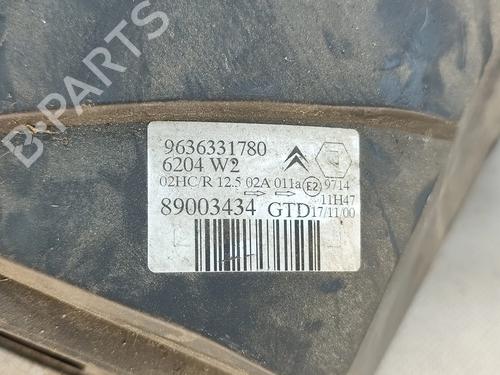 9636331780
6204 W2
02HC/R 12.5 02A 011a E2 9714
11H47
89003434 GTD 17/11/00
B-PARTS